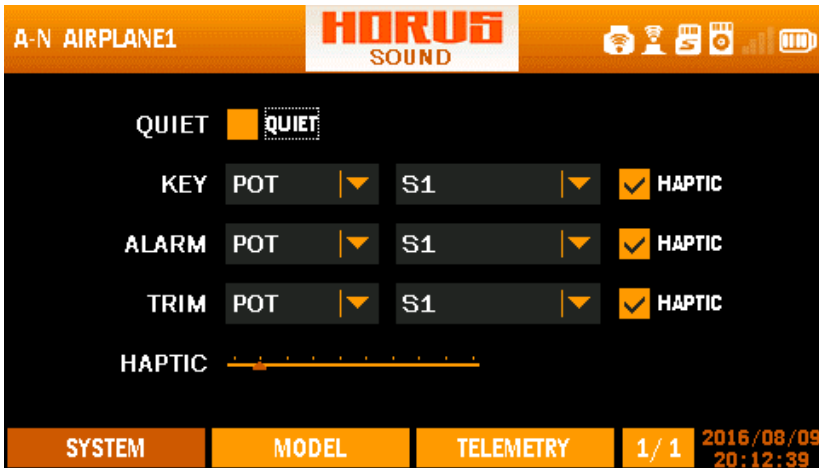 A-N AIRPLANE1
HORUS
SOUND
QUIET QUIET
KEY POT S1 HAPTIC
ALARM POT S1 HAPTIC
TRIM POT S1 HAPTIC
HAPTIC
SYSTEM MODEL TELEMETRY 1/1 2016/08/09
20:12:39